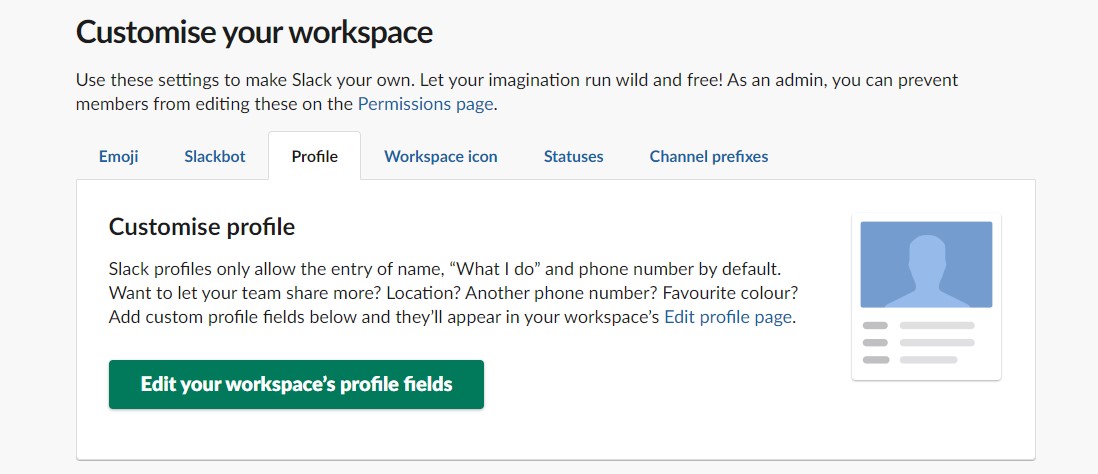 Customise your workspace
Use these settings to make Slack your own. Let your imagination run wild and free! As an admin, you can prevent
members from editing these on the Permissions page.
Emoji Slackbot Profile Workspace icon Statuses Channel prefixes
Customise profile
Slack profiles only allow the entry of name, “What I do” and phone number by default.
Want to let your team share more? Location? Another phone number? Favourite colour?
Add custom profile fields below and they’ll appear in your workspace’s Edit profile page.
Edit your workspace’s profile fields